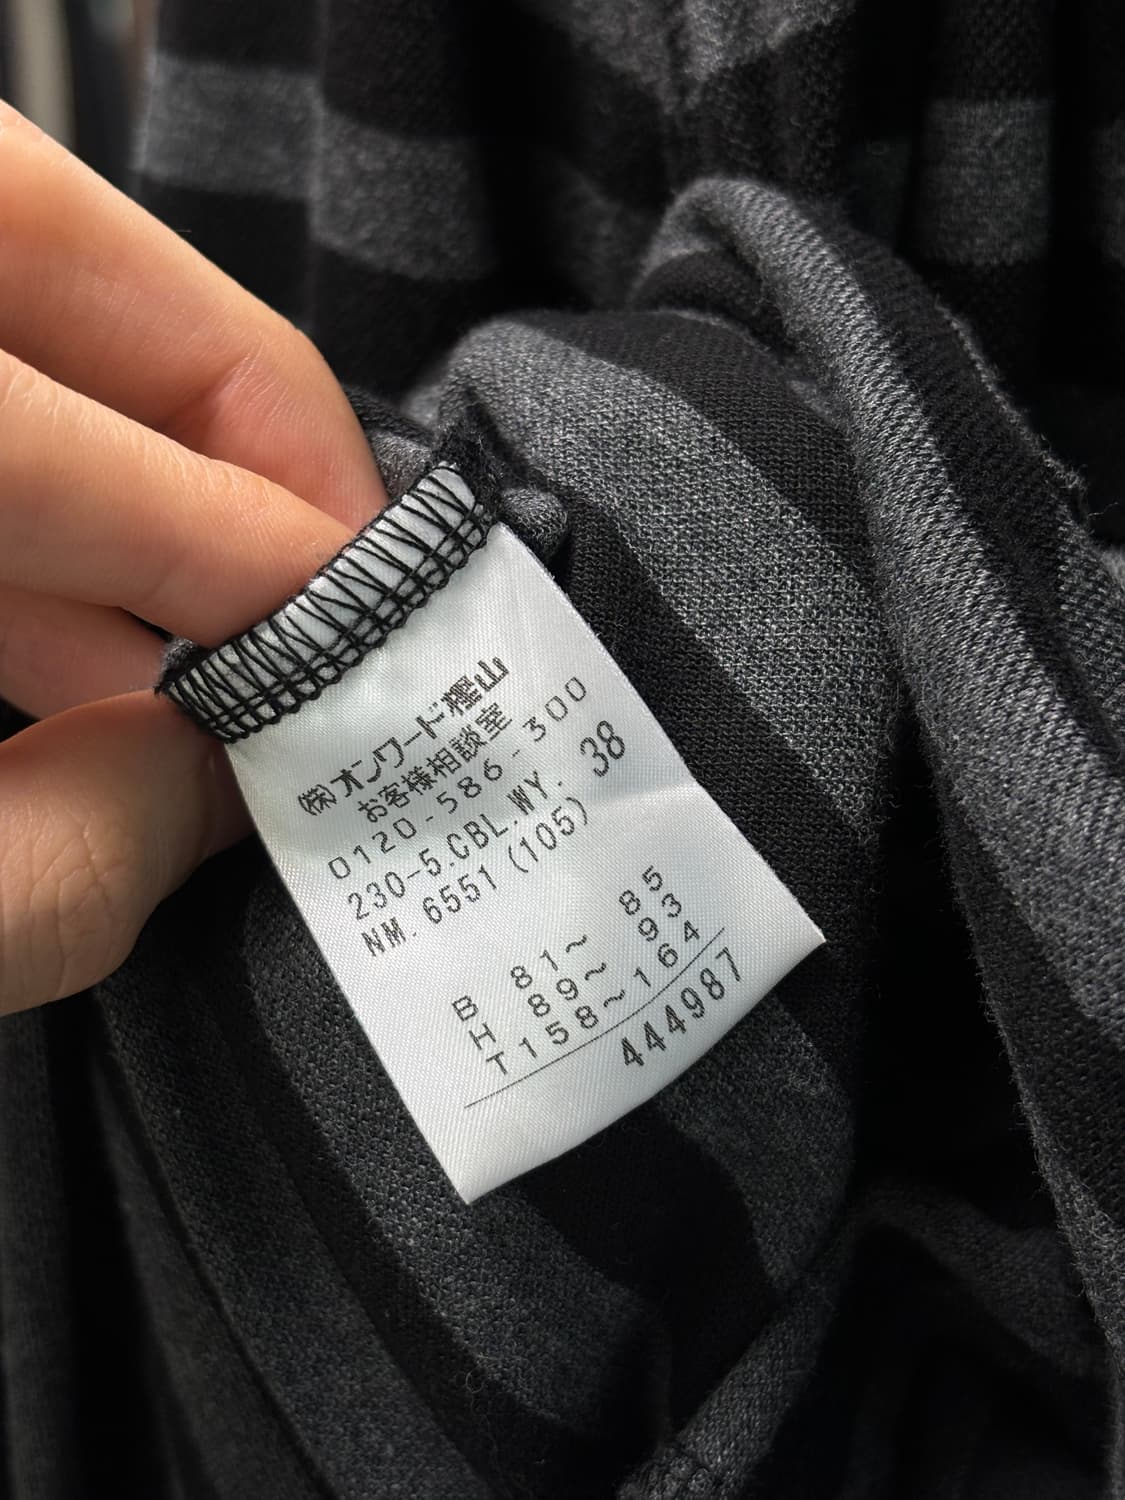 ㈱オンワード樫山
お客様相談室
0120-586-300
230-5.CBL.WY. 38
NM. 6551 (105)
B 81~ 85
H 89~ 93
T158~164
444987